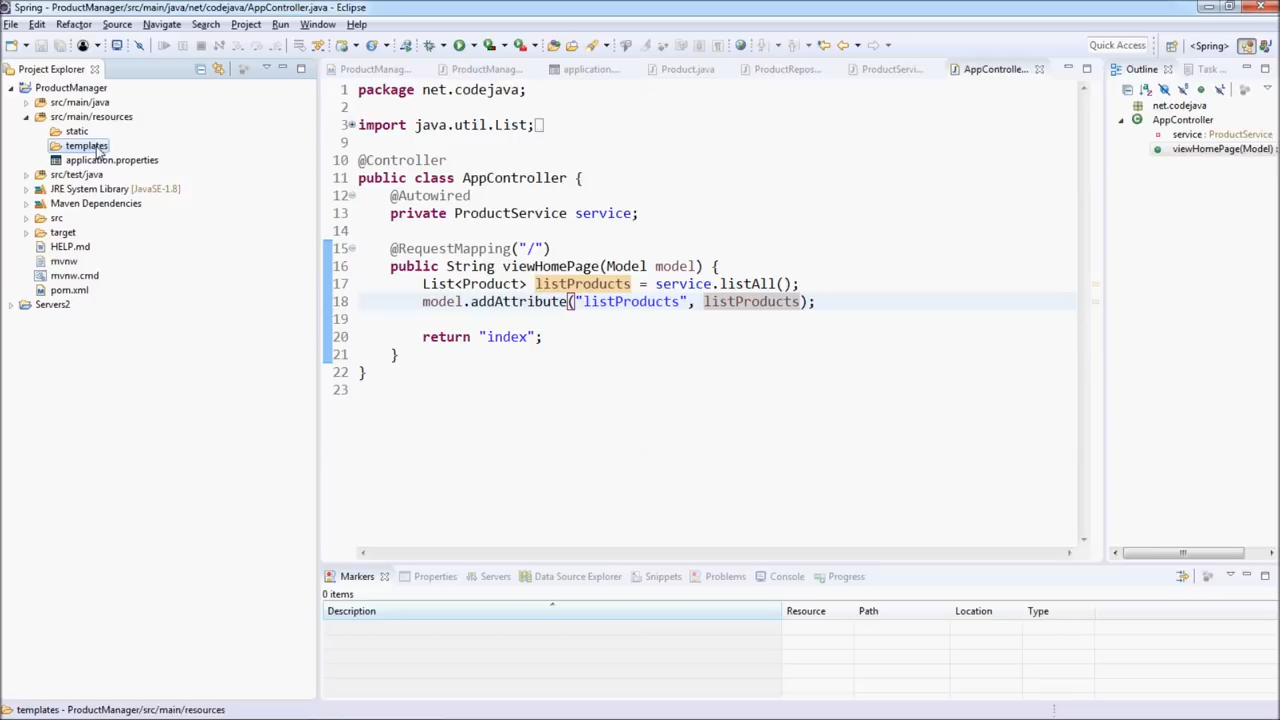 Spring - ProductManager/src/main/java/net/codejava/AppController.java - Eclipse
File Edit Refactor Source Navigate Search Project Run Window Help
Quick Access
<Spring>
Project Explorer
ProductManager
src/main/java
src/main/resources
static
templates
application.properties
src/test/java
JRE System Library [JavaSE-1.8]
Maven Dependencies
src
target
HELP.md
mvnw
mvnw.cmd
pom.xml
Servers2
ProductManag... ProductManag... application.... Product.java ProductRepos... ProductServi... AppControlle...
1 package net.codejava;
2
3 import java.util.List;
9
10 @Controller
11 public class AppController {
12 @Autowired
13 private ProductService service;
14
15 @RequestMapping("/")
16 public String viewHomePage(Model model) {
17 List<Product> listProducts = service.listAll();
18 model.addAttribute("listProducts", listProducts);
19
20 return "index";
21 }
22 }
23
Outline Task ...
net.codejava
AppController
service : ProductService
viewHomePage(Model) :
Markers Properties Servers Data Source Explorer Snippets Problems Console Progress
0 items
Description Resource Path Location Type
templates - ProductManager/src/main/resources